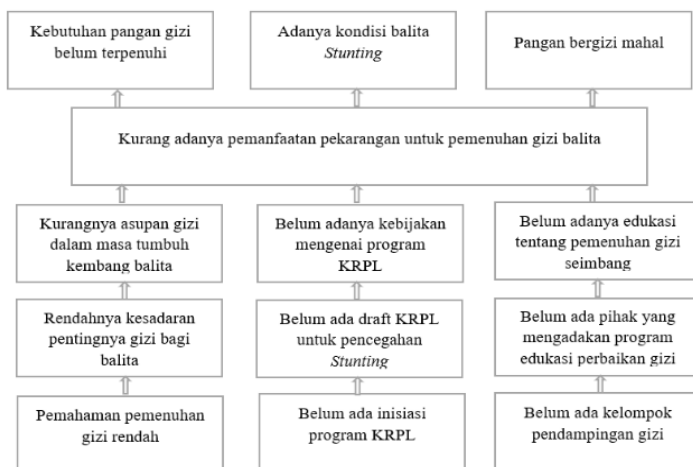 Kebutuhan pangan gizi
belum terpenuhi
Adanya kondisi balita
Stunting
Pangan bergizi mahal
Kurang adanya pemanfaatan pekarangan untuk pemenuhan gizi balita
Kurangnya asupan gizi
dalam masa tumbuh
kembang balita
Belum adanya kebijakan
mengenai program
KRPL
Belum adanya edukasi
tentang pemenuhan gizi
seimbang
Rendahnya kesadaran
pentingnya gizi bagi
balita
Belum ada draft KRPL
untuk pencegahan
Stunting
Belum ada pihak yang
mengadakan program
edukasi perbaikan gizi
Pemahaman pemenuhan
gizi rendah
Belum ada inisiasi
program KRPL
Belum ada kelompok
pendampingan gizi